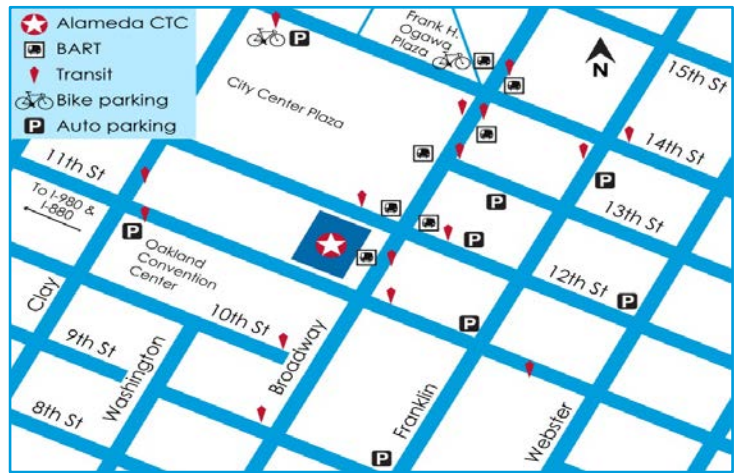 Alameda CTC
BART
Transit
Bike parking
P Auto parking
Frank H.
Ogawa
Plaza
P
N
15th St
City Center Plaza
14th St
11th St
P
13th St
To I-980 &
I-880
P
P
P
Oakland
Convention
Center
12th St
P
Clay
10th St
P
9th St
Washington
Broadway
Franklin
Webster
8th St
P